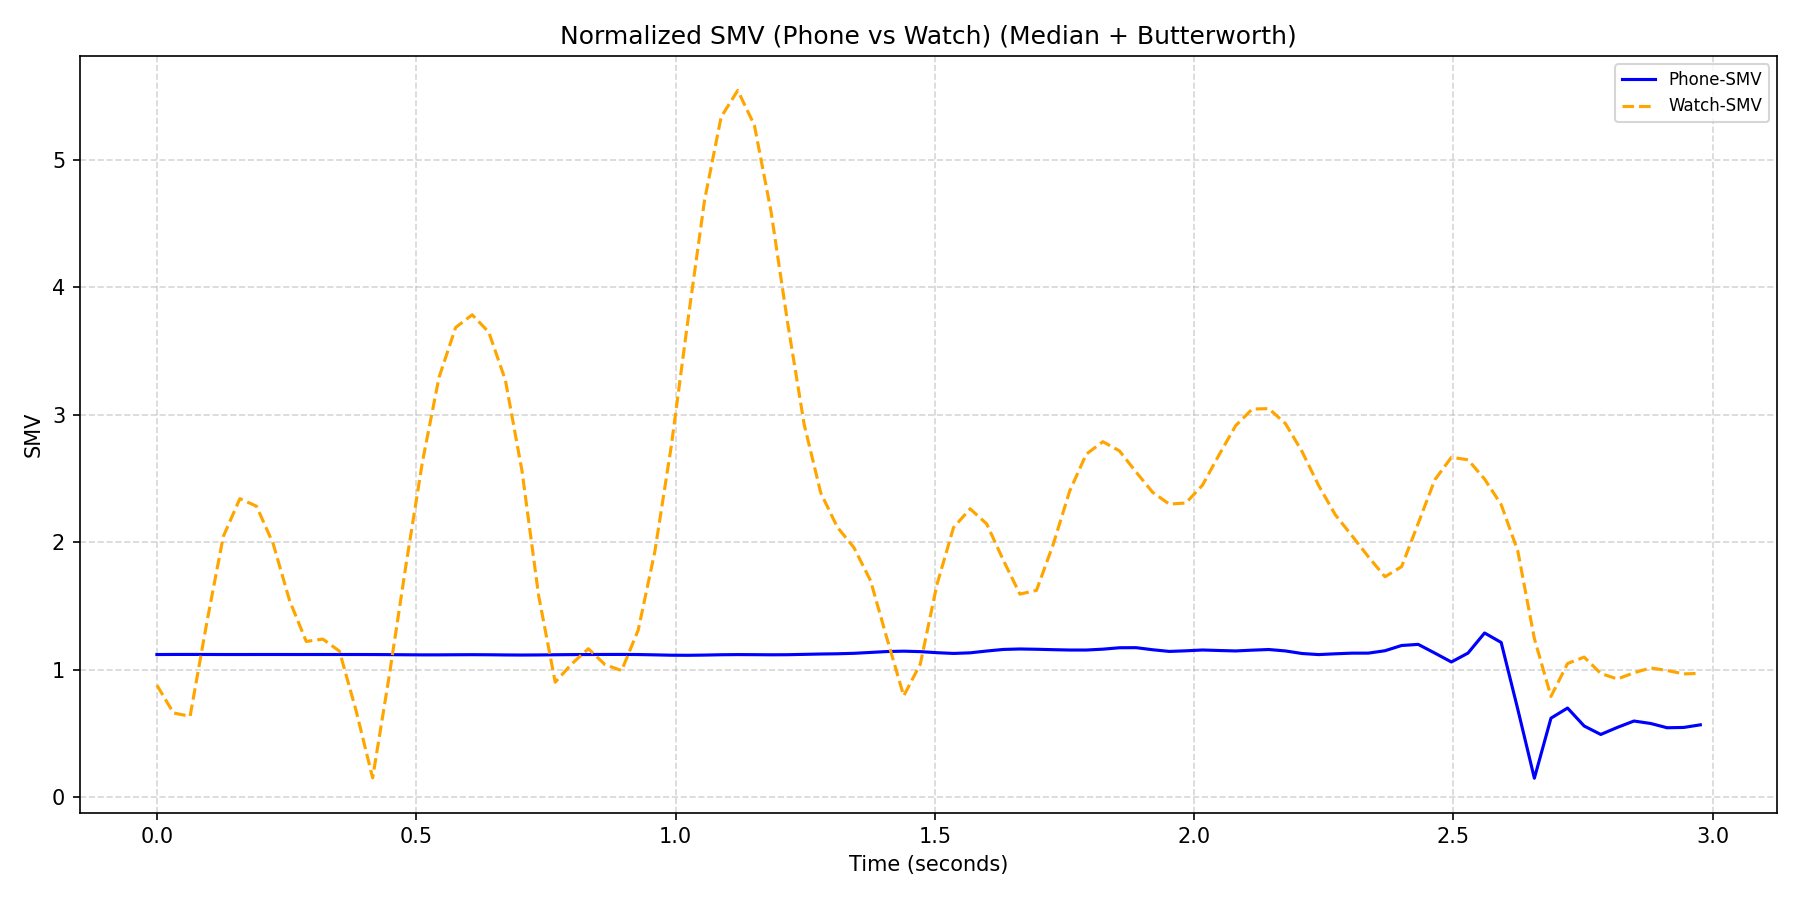 Normalized SMV (Phone vs Watch) (Median + Butterworth)
Phone-SMV
Watch-SMV
SMV
5
4
3
2
1
0
0.0 0.5 1.0 1.5 2.0 2.5 3.0
Time (seconds)